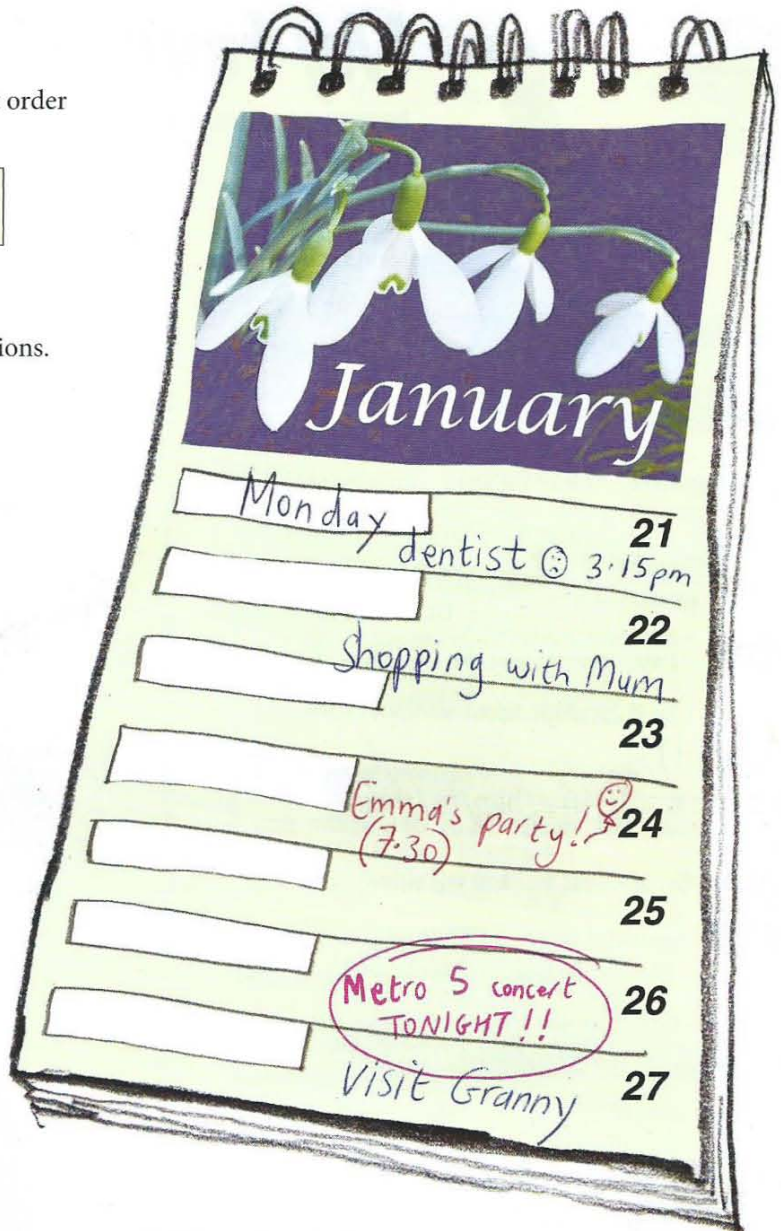 order
ions.
January
Monday
21
dentist 3.15pm
22
Shopping with Mum
23
Emma's party!
24
(7.30)
25
Metro 5 concert
26
TONIGHT!!
Visit Granny
27